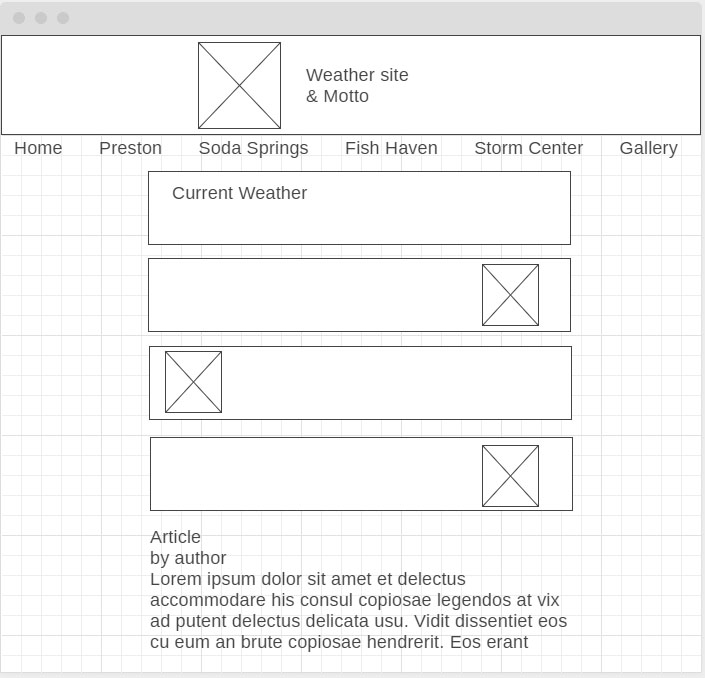 Weather site
& Motto
Home Preston Soda Springs Fish Haven Storm Center Gallery
Current Weather
Article
by author
Lorem ipsum dolor sit amet et delectus
accommodare his consul copiosae legendos at vix
ad putent delectus delicata usu. Vidit dissentiet eos
cu eum an brute copiosae hendrerit. Eos erant